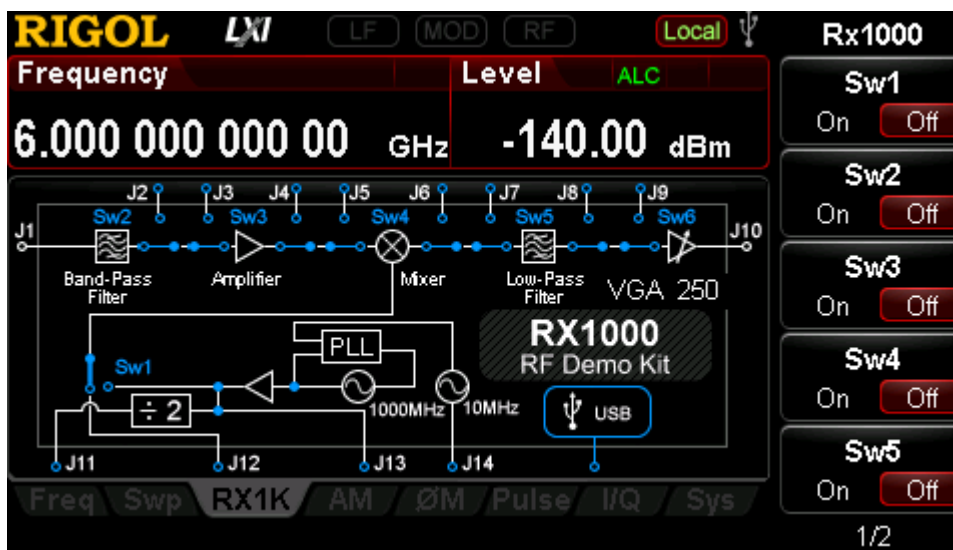 RIGOL LXI LF MOD RF Local Rx1000
Frequency Level ALC
6.000 000 000 00 GHz -140.00 dBm
Sw1
On Off
Sw2
On Off
Sw3
On Off
Sw4
On Off
Sw5
On Off
1/2
J2 J3 J4 J5 J6 J7 J8 J9
J1 Sw2 Sw3 Sw4 Sw5 Sw6 J10
Band-Pass Filter
Amplifier
Mixer
Low-Pass Filter
VGA 250
RX1000
RF Demo Kit
PLL
Sw1
÷ 2
1000MHz 10MHz
USB
J11 J12 J13 J14
Freq Swp RX1K AM ØM Pulse I/Q Sys